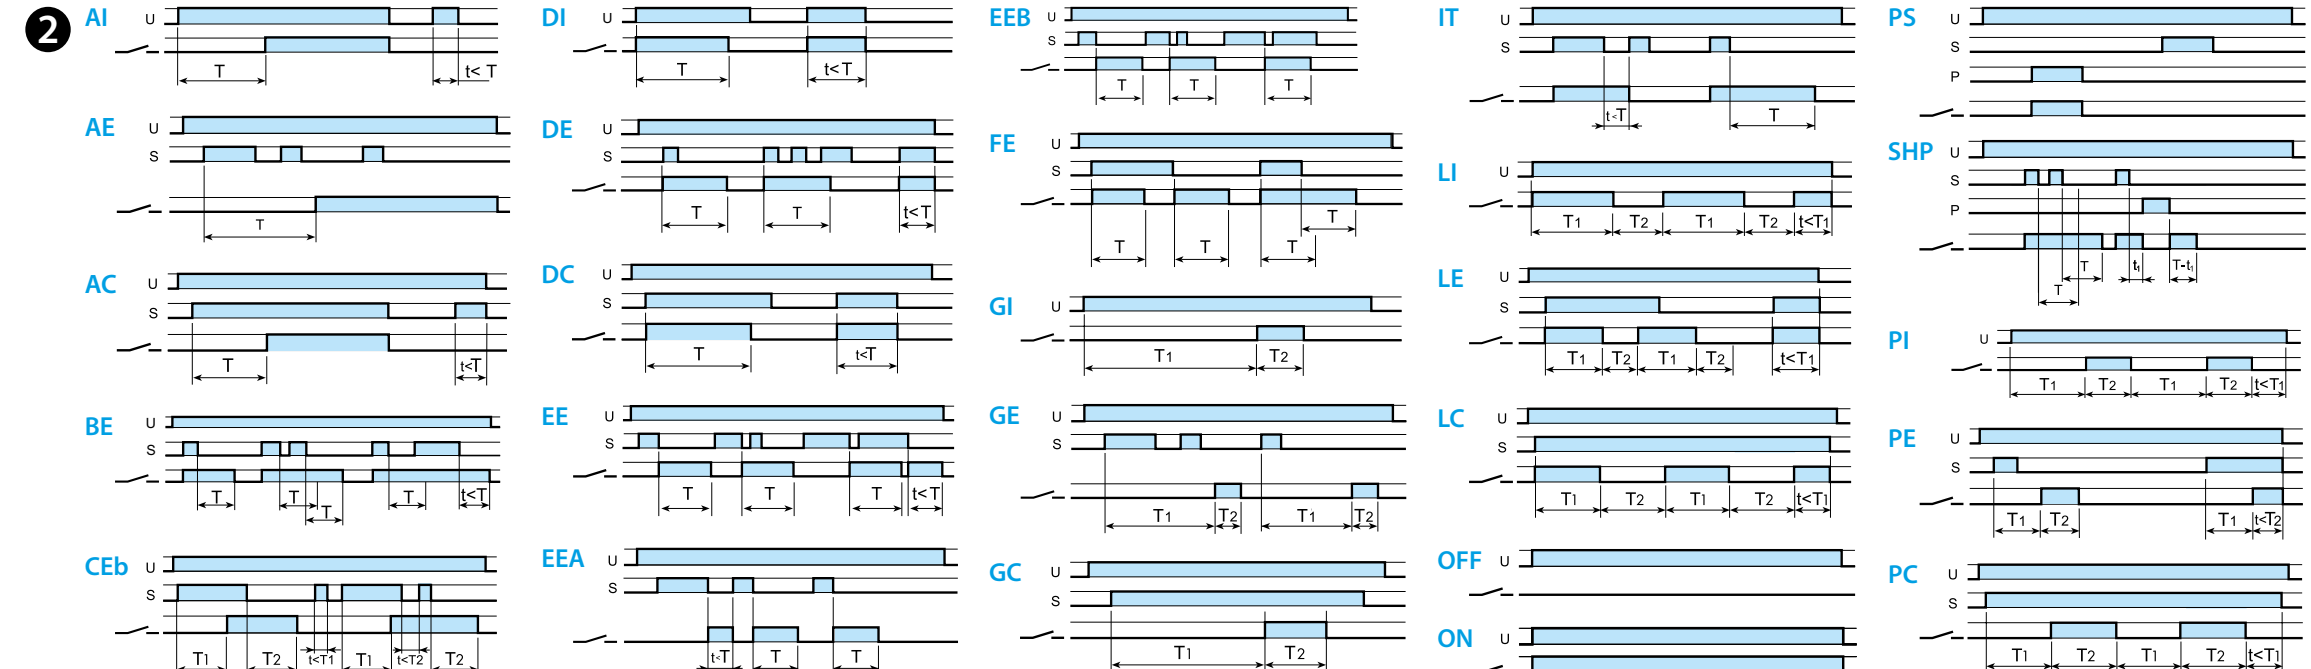 2
AI
U
T
t< T
AE
U
S
T
AC
U
S
T
t<T
BE
U
S
T
T
T
T
t<T
CEb
U
S
T1
T2
t<T1
T1
t<T2
T2
DI
U
T
t<T
DE
U
S
T
T
t<T
DC
U
S
T
t<T
EE
U
S
T
T
T
t<T
EEA
U
S
t<T
T
T
EEB
U
S
T
T
T
FE
U
S
T
T
T
T
GI
U
T1
T2
GE
U
S
T1
T2
T1
T2
GC
U
S
T1
T2
IT
U
S
t<T
T
LI
U
T1
T2
T1
T2
t<T1
LE
U
S
T1
T2
T1
T2
t<T1
LC
U
S
T1
T2
T1
T2
t<T1
OFF
U
ON
U
PS
U
S
P
SHP
U
S
P
T
t1
T-t1
T
PI
U
T1
T2
T1
T2
t<T1
PE
U
S
T1
T2
T1
t<T2
PC
U
S
T1
T2
T1
T2
t<T1